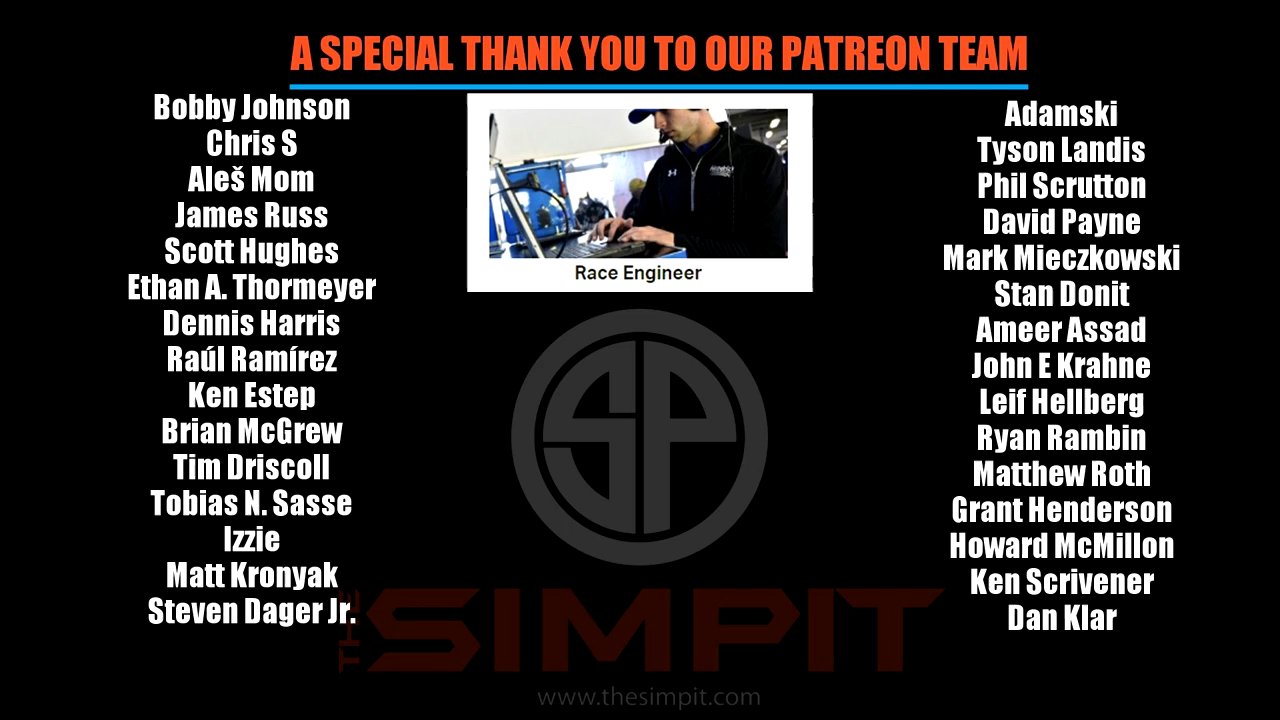 A SPECIAL THANK YOU TO OUR PATREON TEAM
Bobby Johnson
Chris S
Aleš Mom
James Russ
Scott Hughes
Ethan A. Thormeyer
Dennis Harris
Raúl Ramírez
Ken Estep
Brian McGrew
Tim Driscoll
Tobias N. Sasse
Izzie
Matt Kronyak
Steven Dager Jr.
Race Engineer
SP
THE SIMPIT
www.thesimpit.com
Adamski
Tyson Landis
Phil Scrutton
David Payne
Mark Mieczkowski
Stan Donit
Ameer Assad
John E Krahne
Leif Hellberg
Ryan Rambin
Matthew Roth
Grant Henderson
Howard McMillon
Ken Scrivener
Dan Klar